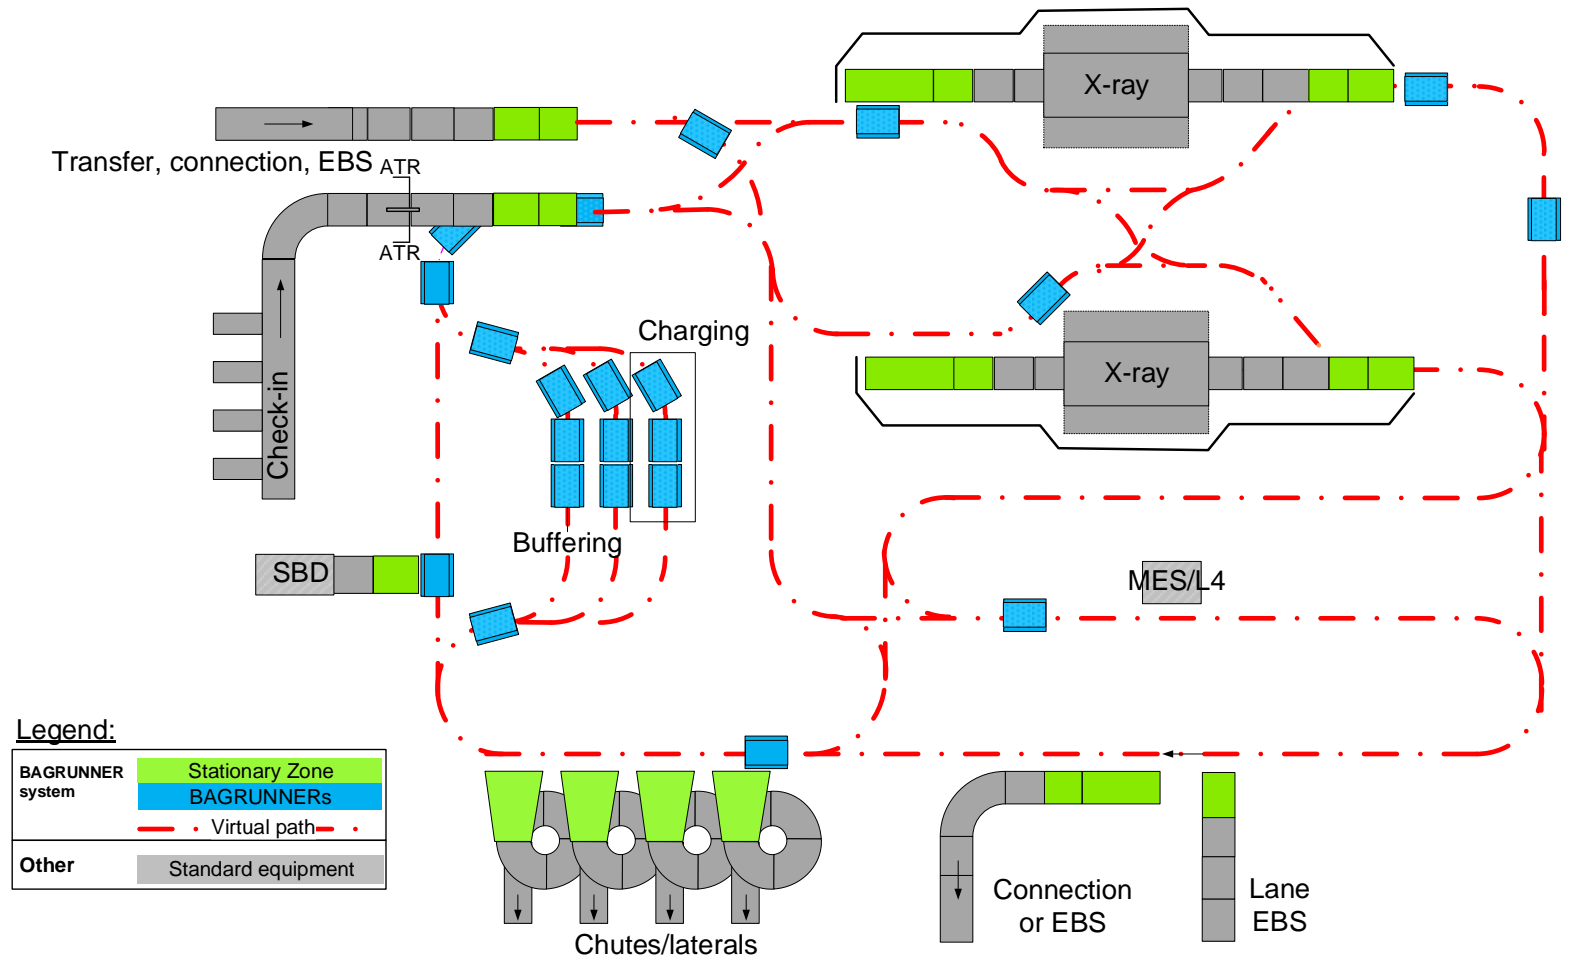 X-ray
Transfer, connection, EBS
ATR
ATR
Check-in
Charging
X-ray
Buffering
SBD
MES/L4
Legend:
BAGRUNNER
system
Stationary Zone
BAGRUNNERs
Virtual path
Other
Standard equipment
Chutes/laterals
Connection
or EBS
Lane
EBS